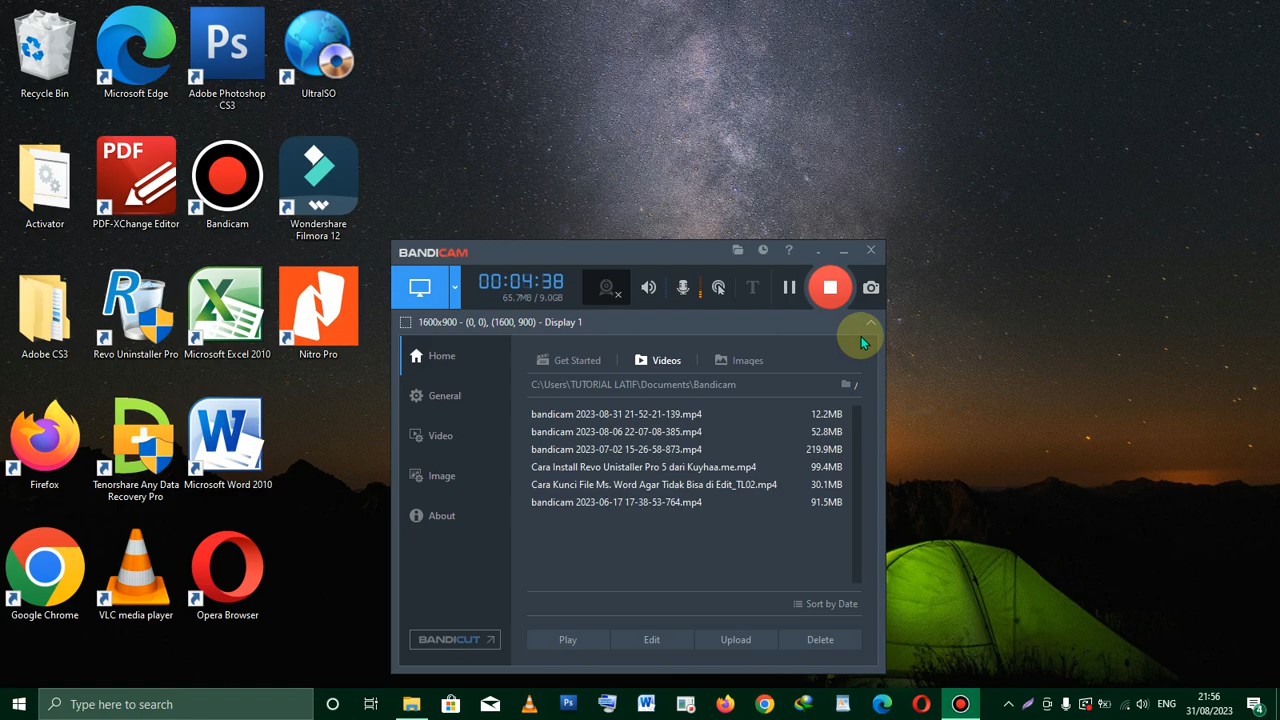 Recycle Bin
Microsoft Edge
Ps
Adobe Photoshop
CS3
UltraISO
Activator
PDF
PDF-XChange Editor
Bandicam
Wondershare
Filmora 12
Adobe CS3
Revo Uninstaller Pro
Microsoft Excel 2010
Nitro Pro
Firefox
Tenorshare Any Data
Recovery Pro
Microsoft Word 2010
Google Chrome
VLC media player
Opera Browser
BANDICAM
?
00:04:38
65.7MB / 9.0GB
T
1600x900 - (0, 0), (1600, 900) - Display 1
Home
General
Video
Image
About
BANDICUT
Get Started
Videos
Images
C:\Users\TUTORIAL LATIF\Documents\Bandicam
/
bandicam 2023-08-31 21-52-21-139.mp4 12.2MB
bandicam 2023-08-06 22-07-08-385.mp4 52.8MB
bandicam 2023-07-02 15-26-58-873.mp4 219.9MB
Cara Install Revo Unistaller Pro 5 dari Kuyhaa.me.mp4 99.4MB
Cara Kunci File Ms. Word Agar Tidak Bisa di Edit_TL02.mp4 30.1MB
bandicam 2023-06-17 17-38-53-764.mp4 91.5MB
Sort by Date
Play Edit Upload Delete
Type here to search
ENG
21:56
31/08/2023
4